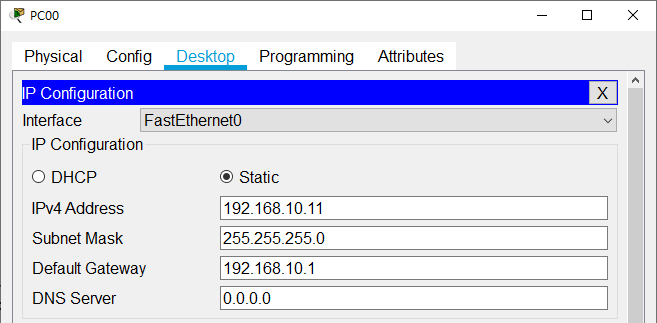 PC00
Physical Config Desktop Programming Attributes
IP Configuration X
Interface FastEthernet0
IP Configuration
DHCP Static
IPv4 Address 192.168.10.11
Subnet Mask 255.255.255.0
Default Gateway 192.168.10.1
DNS Server 0.0.0.0